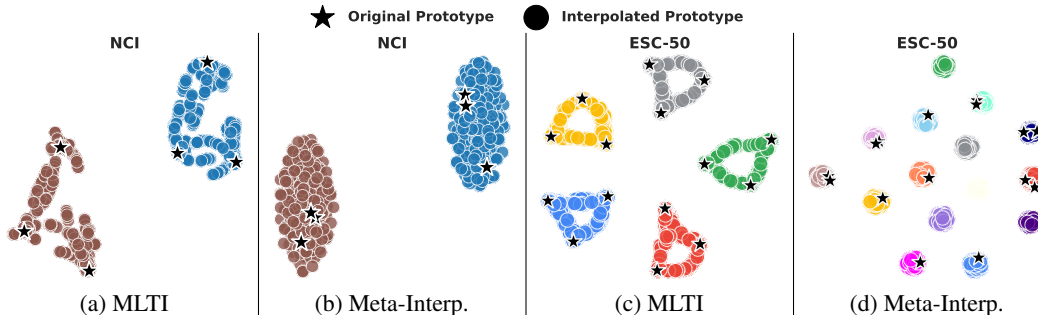 Original Prototype Interpolated Prototype
NCI NCI ESC-50 ESC-50
(a) MLTI (b) Meta-Interp. (c) MLTI (d) Meta-Interp.